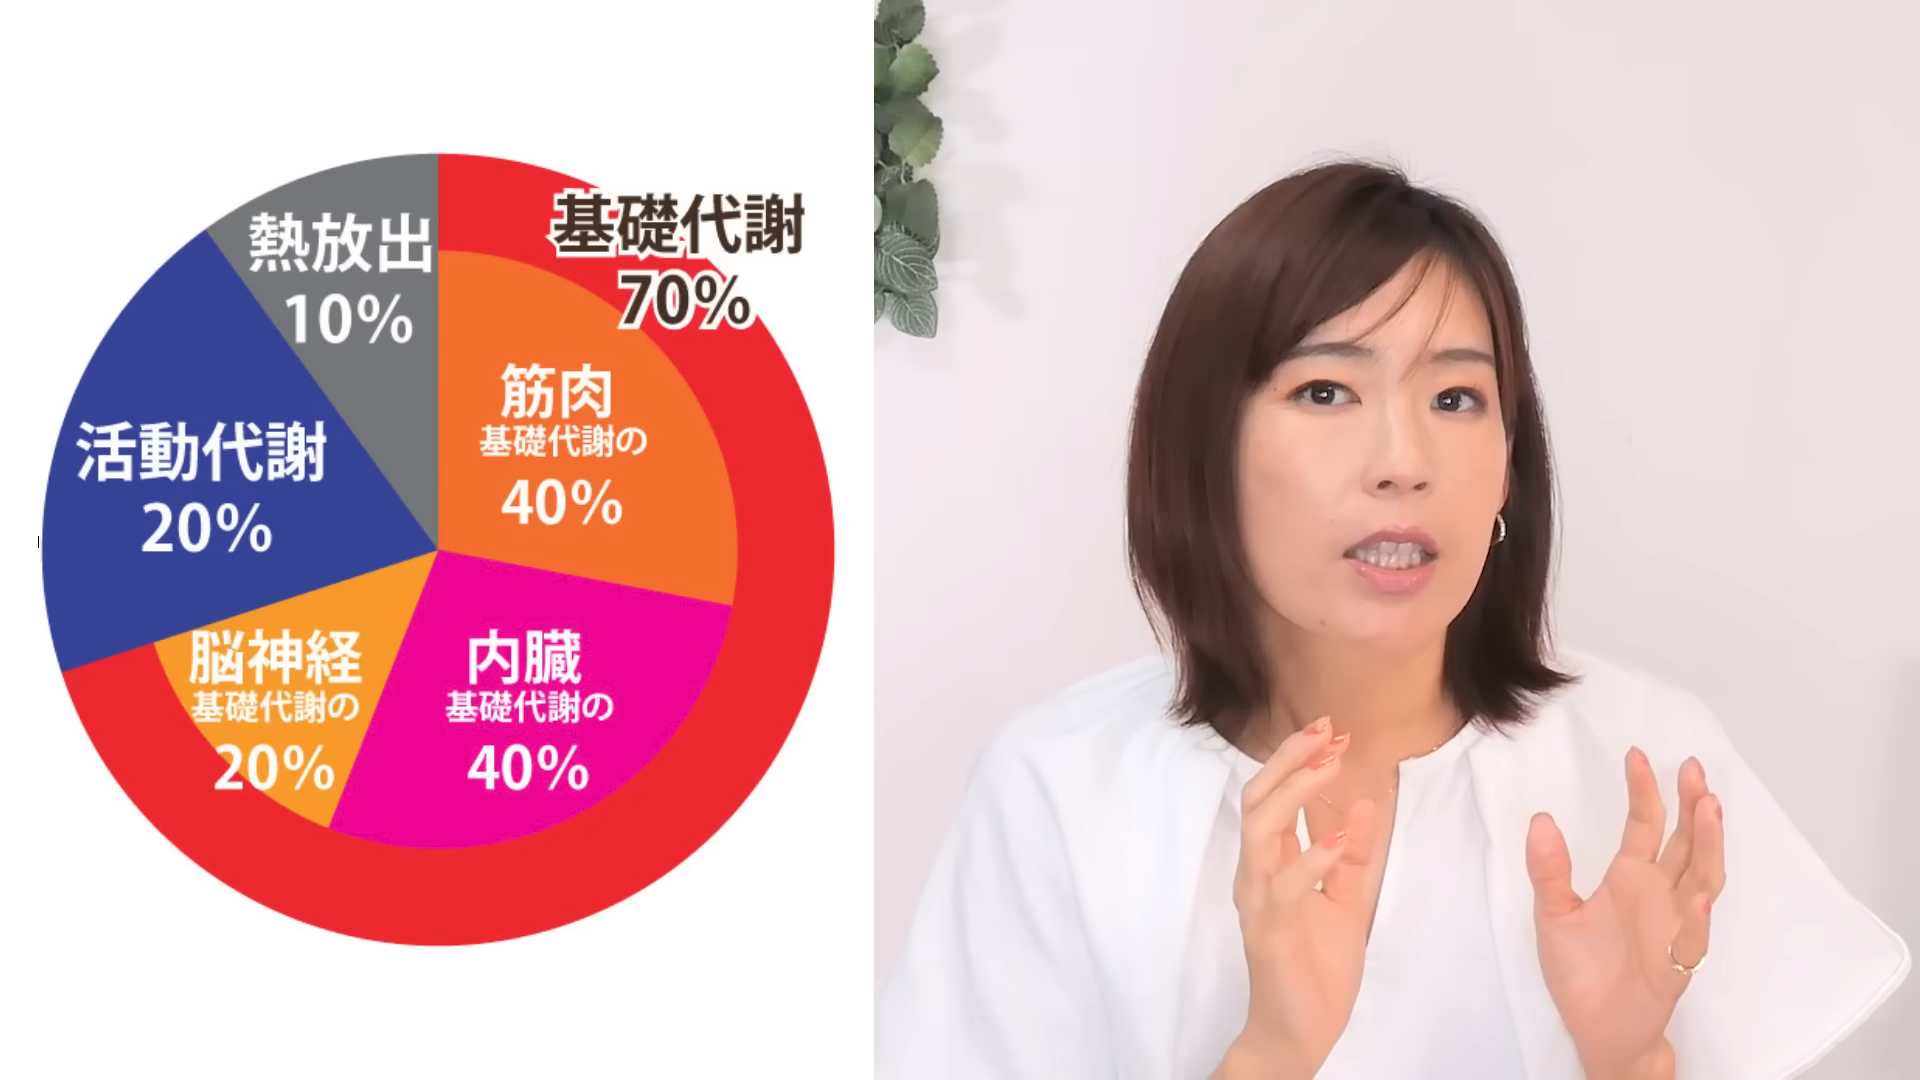 基礎代謝
70%
熱放出
10%
筋肉
基礎代謝の
40%
活動代謝
20%
脳神経
基礎代謝の
20%
内臓
基礎代謝の
40%